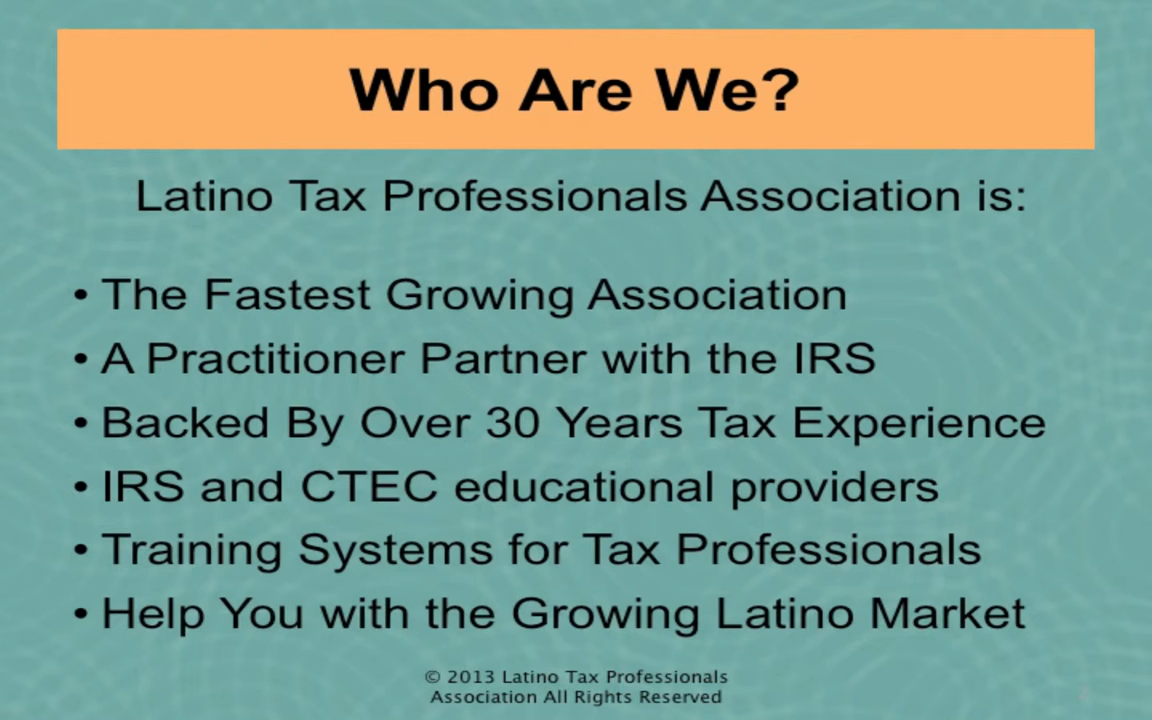 Who Are We?
Latino Tax Professionals Association is:
• The Fastest Growing Association
• A Practitioner Partner with the IRS
• Backed By Over 30 Years Tax Experience
• IRS and CTEC educational providers
• Training Systems for Tax Professionals
• Help You with the Growing Latino Market
© 2013 Latino Tax Professionals
Association All Rights Reserved
2